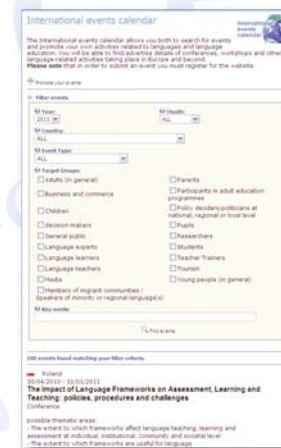 International events calendar
International
events
calendar
The International events calendar allows you both to search for events
and promote your own activities related to languages and language
education. You will be able to find advertise details of conferences, workshops and other
language-related activities taking place in Europe and beyond.
Please note that in order to submit an event you must register for the website.
Promote your events
Filter events
Year:
2011
Month:
ALL
Country:
ALL
Event Type:
ALL
Target Groups:
Adults (in general)
Parents
Business and commerce
Participants in adult education
programmes
Children
Policy deciders/politicians at
national, regional or local level
decision-makers
Pupils
General public
Researchers
Language experts
Students
Language learners
Teacher Trainers
Language teachers
Tourism
Media
Young people (in general)
Members of migrant communities /
Speakers of minority or regional language(s)
Key words:
Find events
events found matching your filter criteria.
Poland
30/04/2010 - 31/01/2011
The Impact of Language Frameworks on Assessment, Learning and
Teaching: policies, procedures and challenges
Conference
possible thematic areas:
- The extent to which frameworks affect language teaching, learning and
assessment at individual, institutional, community and societal level
- The extent to which frameworks are useful for language